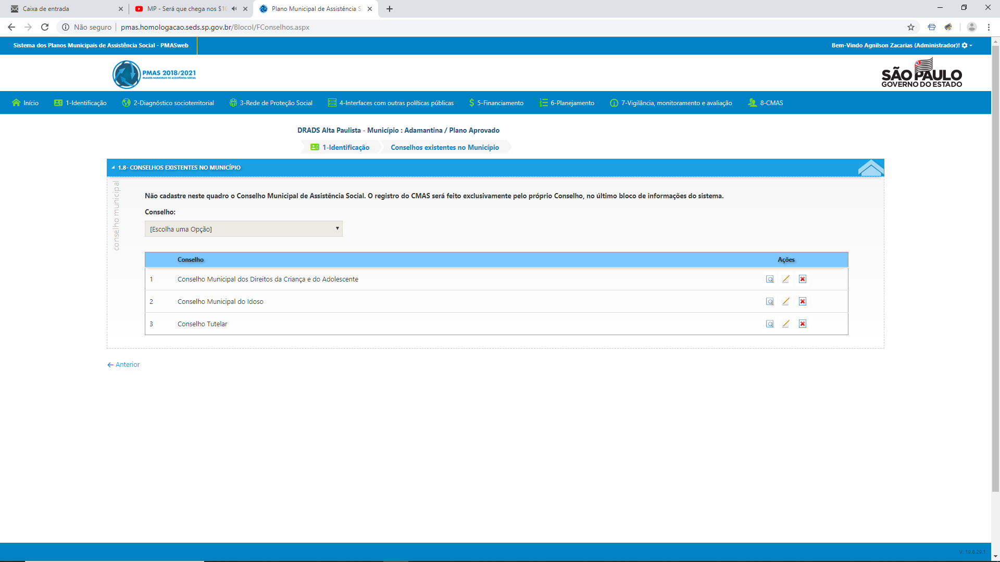 Caixa de entrada
MP - Será que chega nos $10
Plano Municipal de Assistência S
Não seguro
pmas.homologacao.seds.sp.gov.br/BlocoI/FConselhos.aspx
Sistema dos Planos Municipais de Assistência Social - PMASweb
Bem-Vindo Agnilson Zacarias (Administrador)!
PMAS 2018/2021
PLANOS MUNICIPAIS DE ASSISTÊNCIA SOCIAL
SÃO PAULO
GOVERNO DO ESTADO
Início
1-Identificação
2-Diagnóstico socioterritorial
3-Rede de Proteção Social
4-Interfaces com outras políticas públicas
5-Financiamento
6-Planejamento
7-Vigilância, monitoramento e avaliação
8-CMAS
DRADS Alta Paulista - Município : Adamantina / Plano Aprovado
1-Identificação
Conselhos existentes no Município
1.8- CONSELHOS EXISTENTES NO MUNICÍPIO
conselho municipal
Não cadastre neste quadro o Conselho Municipal de Assistência Social. O registro do CMAS será feito exclusivamente pelo próprio Conselho, no último bloco de informações do sistema.
Conselho:
[Escolha uma Opção]
Conselho Ações
1 Conselho Municipal dos Direitos da Criança e do Adolescente
2 Conselho Municipal do Idoso
3 Conselho Tutelar
Anterior
V. 19.8.29.1